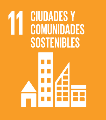 11 CIUDADES Y
COMUNIDADES
SOSTENIBLES